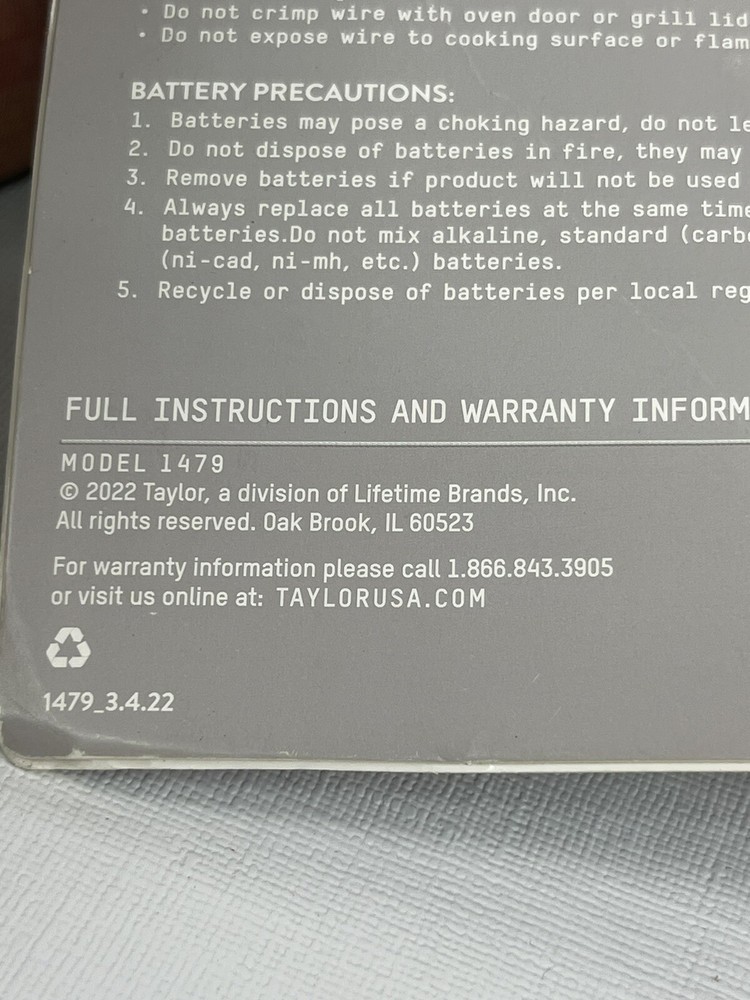 • Do not crimp wire with oven door or grill lid
• Do not expose wire to cooking surface or flam
BATTERY PRECAUTIONS:
1. Batteries may pose a choking hazard, do not le
2. Do not dispose of batteries in fire, they may
3. Remove batteries if product will not be used
4. Always replace all batteries at the same time
batteries.Do not mix alkaline, standard (carbo
(ni-cad, ni-mh, etc.) batteries.
5. Recycle or dispose of batteries per local reg
FULL INSTRUCTIONS AND WARRANTY INFORM
MODEL 1479
© 2022 Taylor, a division of Lifetime Brands, Inc.
All rights reserved. Oak Brook, IL 60523
For warranty information please call 1.866.843.3905
or visit us online at: TAYLORUSA.COM
1479_3.4.22